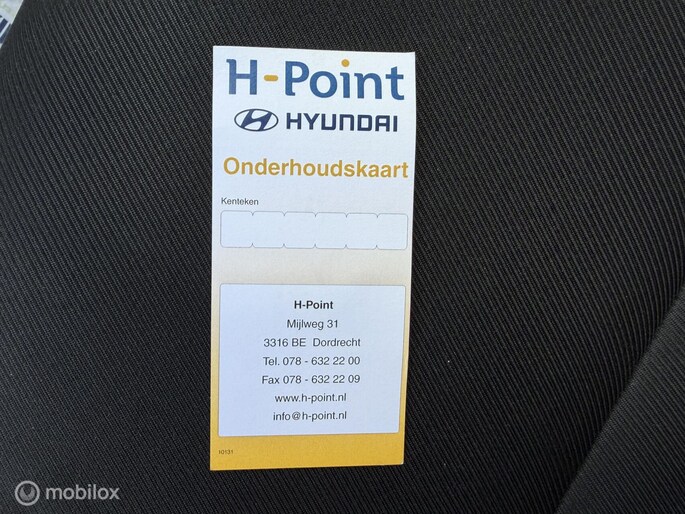 H-Point
HYUNDAI
Onderhoudskaart
Kenteken
H-Point
Mijlweg 31
3316 BE Dordrecht
Tel. 078 - 632 22 00
Fax 078 - 632 22 09
www.h-point.nl
info@h-point.nl
10131
mobilox